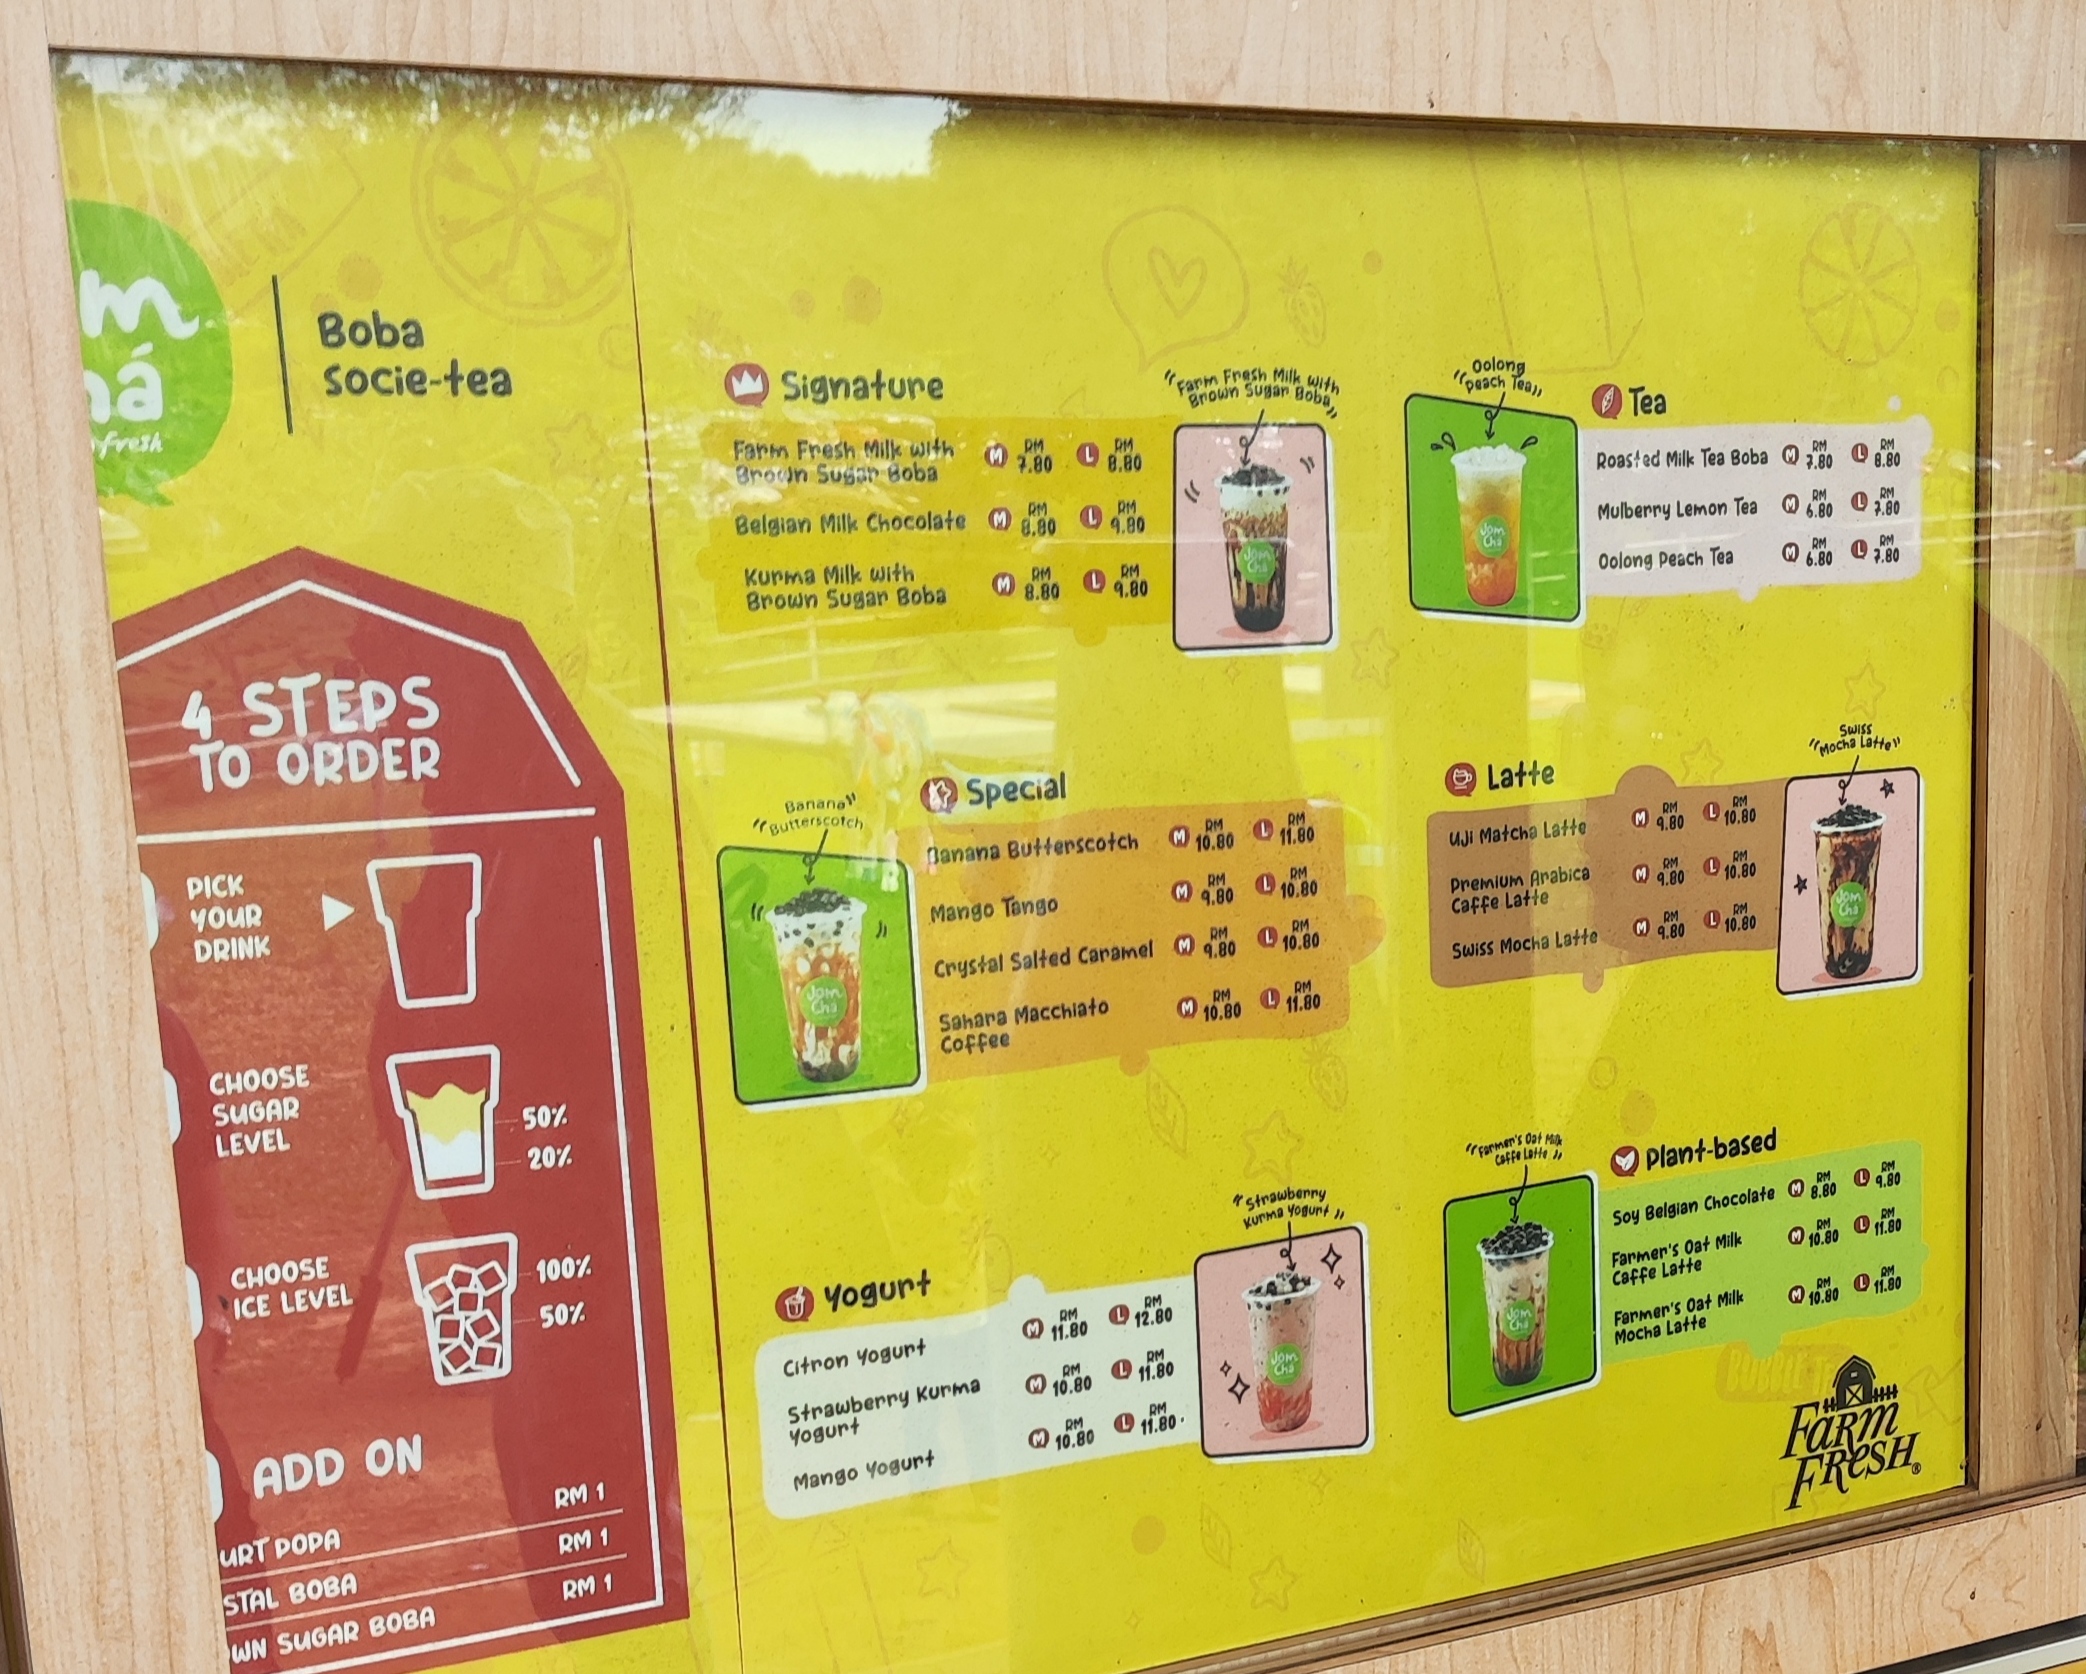 m
há
fresh
Boba
socie-tea
4 STEPS
TO ORDER
PICK
YOUR
DRINK
CHOOSE
SUGAR
LEVEL
50%
20%
CHOOSE
ICE LEVEL
100%
50%
ADD ON
URT POPA RM 1
STAL BOBA RM 1
WN SUGAR BOBA RM 1
Signature
"Farm Fresh Milk with
Brown Sugar Boba"
Farm Fresh Milk with
Brown Sugar Boba M RM 7.80 L RM 8.80
Belgian Milk Chocolate M RM 8.80 L RM 9.80
Kurma Milk with
Brown Sugar Boba M RM 8.80 L RM 9.80
Jom
Chá
Oolong
"Peach Tea"
Jom
Chá
Tea
Roasted Milk Tea Boba M RM 7.80 L RM 8.80
Mulberry Lemon Tea M RM 6.80 L RM 7.80
Oolong Peach Tea M RM 6.80 L RM 7.80
Banana"
"Butterscotch
Jom
Chá
Special
Banana Butterscotch M RM 10.80 L RM 11.80
Mango Tango M RM 9.80 L RM 10.80
Crystal Salted Caramel M RM 9.80 L RM 10.80
Sahara Macchiato
Coffee M RM 10.80 L RM 11.80
Latte
Uji Matcha Latte M RM 9.80 L RM 10.80
Premium Arabica
Caffe Latte M RM 9.80 L RM 10.80
Swiss Mocha Latte M RM 9.80 L RM 10.80
Swiss
"Mocha Latte"
Jom
Chá
Yogurt
Citron Yogurt M RM 11.80 L RM 12.80
Strawberry Kurma
Yogurt M RM 10.80 L RM 11.80
Mango Yogurt M RM 10.80 L RM 11.80
"Strawberry
Kurma Yogurt"
Jom
Chá
"Farmer's Oat Milk
Caffe Latte"
Jom
Chá
Plant-based
Soy Belgian Chocolate M RM 8.80 L RM 9.80
Farmer's Oat Milk
Caffe Latte M RM 10.80 L RM 11.80
Farmer's Oat Milk
Mocha Latte M RM 10.80 L RM 11.80
FARM
FRESH®